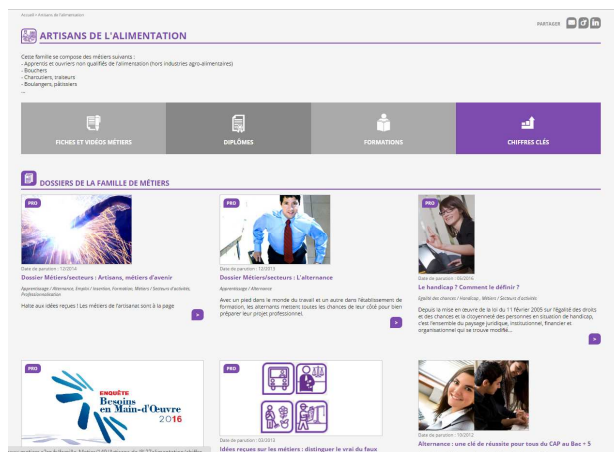 Accueil > Artisans de l'alimentation
PARTAGER
ARTISANS DE L'ALIMENTATION
Cette famille se compose des métiers suivants :
- Apprentis et ouvriers non qualifiés de l'alimentation (hors industries agro-alimentaires)
- Bouchers
- Charcutiers, traiteurs
- Boulangers, pâtissiers
...
FICHES ET VIDÉOS MÉTIERS
DIPLÔMES
FORMATIONS
CHIFFRES CLÉS
DOSSIERS DE LA FAMILLE DE MÉTIERS
PRO
Date de parution : 12/2014
Dossier Métiers/secteurs : Artisans, métiers d'avenir
Apprentissage / Alternance, Emploi / Insertion, Formation, Métiers / Secteurs d'activités,
Professionnalisation
Halte aux idées reçues ! Les métiers de l'artisanat sont à la page
>
PRO
Date de parution : 12/2013
Dossier Métiers/secteurs : L'alternance
Apprentissage / Alternance
Avec un pied dans le monde du travail et un autre dans l'établissement de
formation, les alternants mettent toutes les chances de leur côté pour bien
préparer leur projet professionnel.
>
PRO
Date de parution : 05/2016
Le handicap ? Comment le définir ?
Egalité des chances / Handicap , Métiers / Secteurs d'activités
Depuis la mise en œuvre de la loi du 11 février 2005 sur l'égalité des droits
et des chances et la citoyenneté des personnes en situation de handicap,
c'est l'ensemble du paysage juridique, institutionnel, financier et
organisationnel qui se trouve modifié...
>
PRO
ENQUÊTE
Besoins
en Main-d'Œuvre
2016
PRO
Date de parution : 03/2013
Idées reçues sur les métiers : distinguer le vrai du faux
PRO
Date de parution : 10/2012
Alternance : une clé de réussite pour tous du CAP au Bac + 5